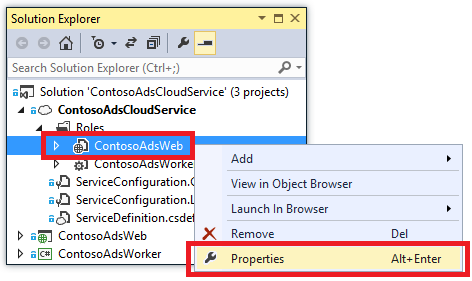 Solution Explorer
Search Solution Explorer (Ctrl+;)
Solution 'ContosoAdsCloudService' (3 projects)
ContosoAdsCloudService
Roles
ContosoAdsWeb
ContosoAdsWorke
ServiceConfiguration.C
ServiceConfiguration.L
ServiceDefinition.csdef
ContosoAdsWeb
C# ContosoAdsWorker
Add
View in Object Browser
Launch In Browser
Remove Del
Properties Alt+Enter